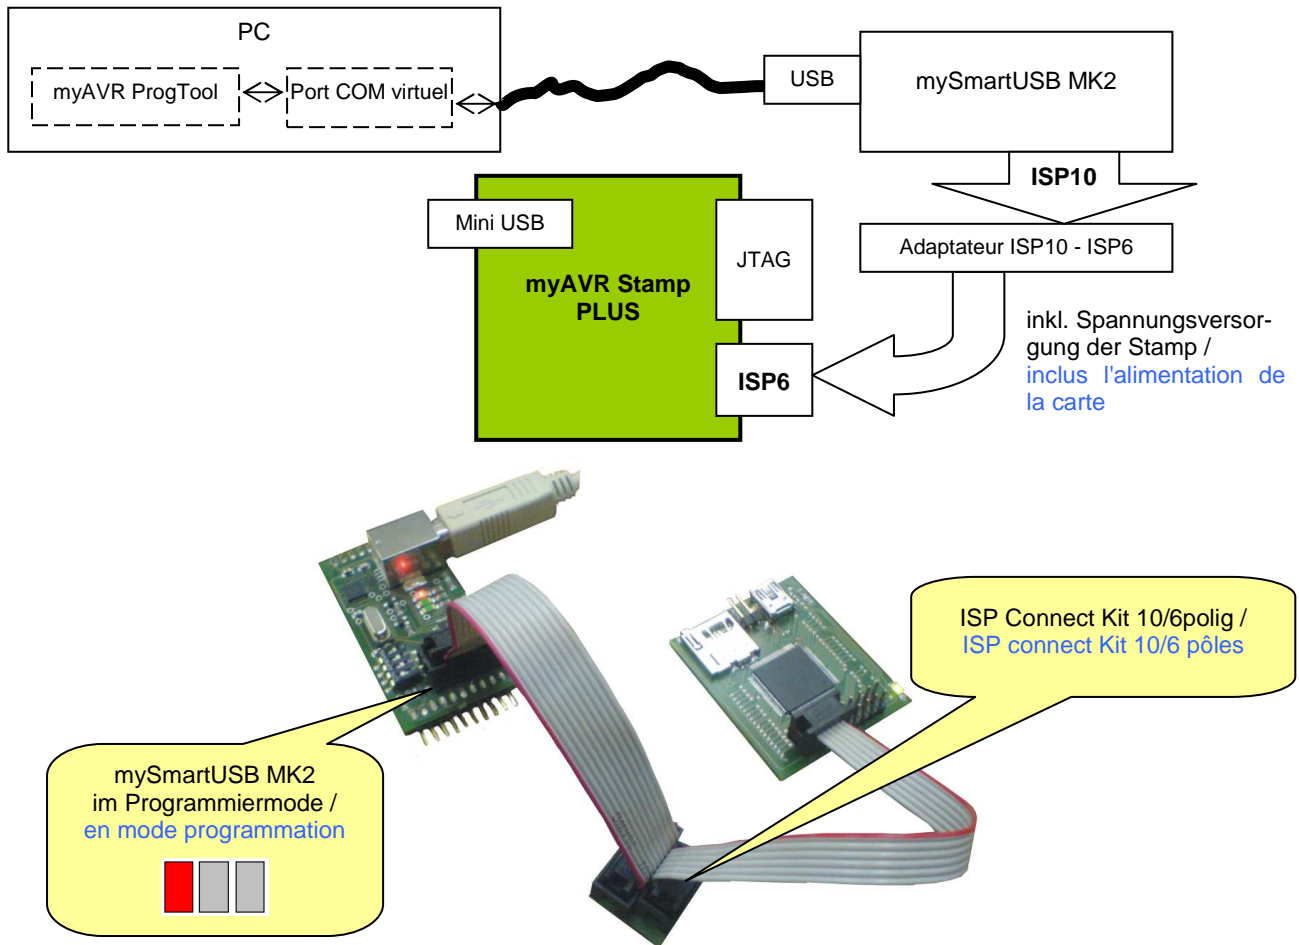 PC
myAVR ProgTool
Port COM virtuel
USB
mySmartUSB MK2
ISP10
Adaptateur ISP10 - ISP6
Mini USB
JTAG
myAVR Stamp
PLUS
ISP6
inkl. Spannungsversor-
gung der Stamp /
inclus l'alimentation de
la carte
ISP Connect Kit 10/6polig /
ISP connect Kit 10/6 pôles
mySmartUSB MK2
im Programmiermode /
en mode programmation